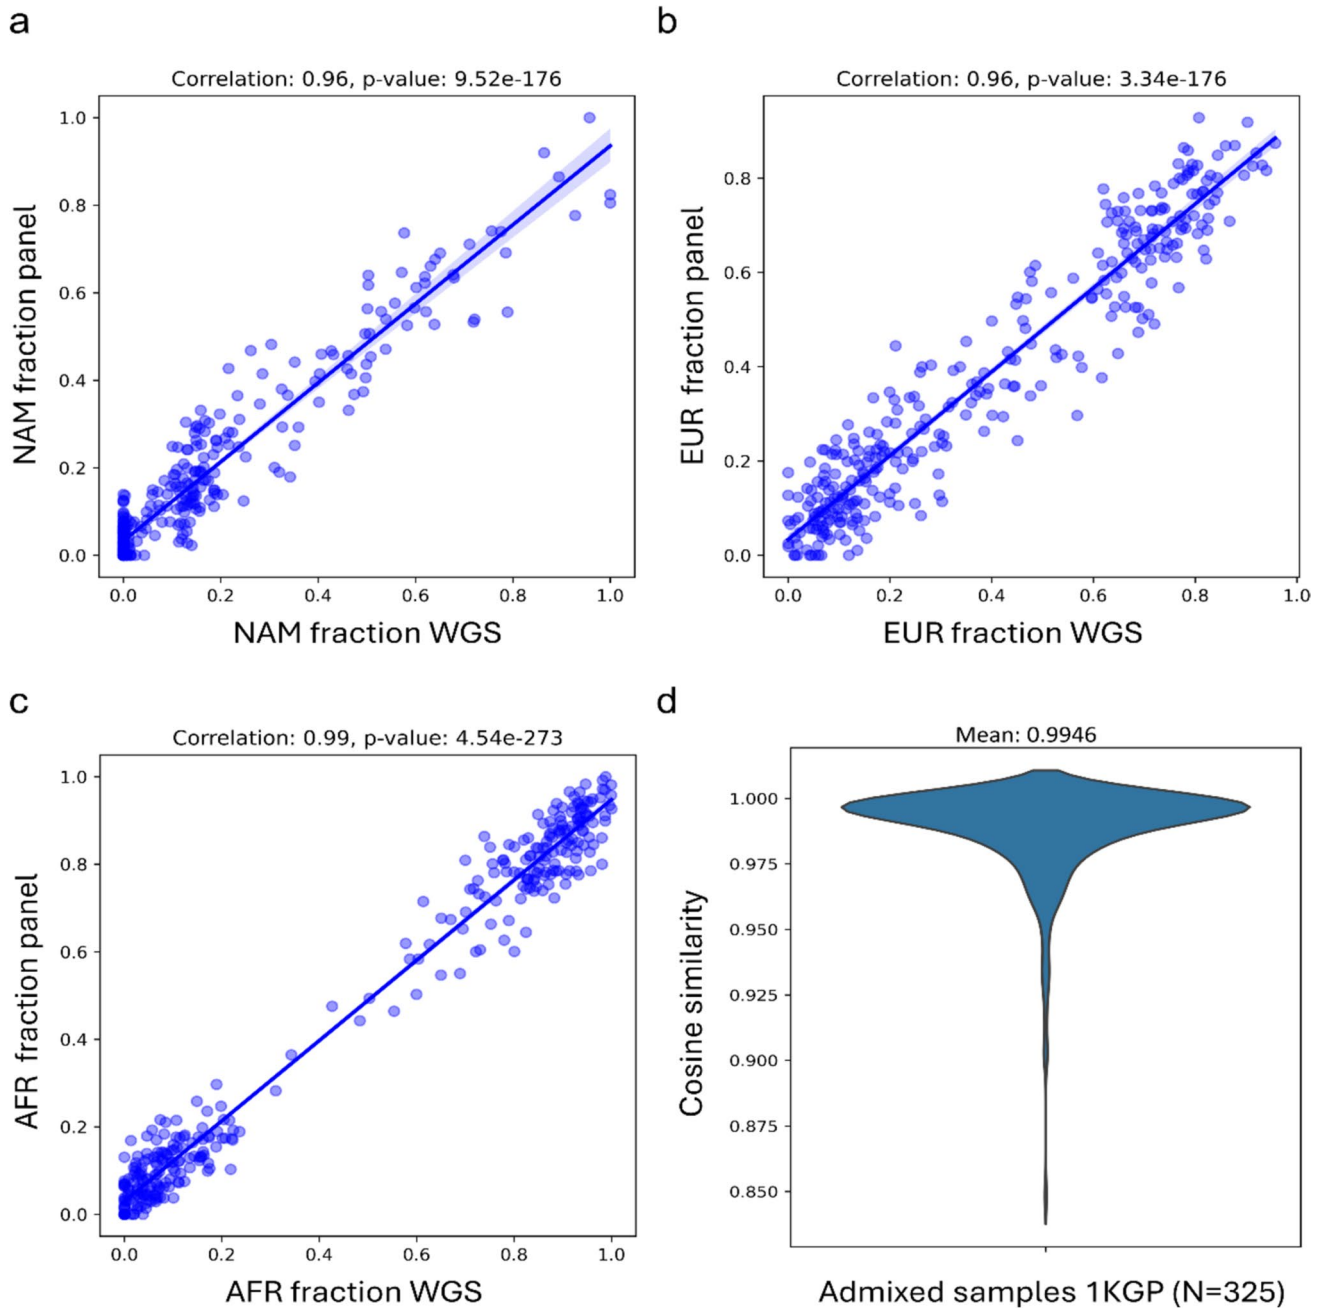 a
Correlation: 0.96, p-value: 9.52e-176
NAM fraction panel
1.0
0.8
0.6
0.4
0.2
0.0
0.0 0.2 0.4 0.6 0.8 1.0
NAM fraction WGS
b
Correlation: 0.96, p-value: 3.34e-176
EUR fraction panel
0.8
0.6
0.4
0.2
0.0
0.0 0.2 0.4 0.6 0.8 1.0
EUR fraction WGS
c
Correlation: 0.99, p-value: 4.54e-273
AFR fraction panel
1.0
0.8
0.6
0.4
0.2
0.0
0.0 0.2 0.4 0.6 0.8 1.0
AFR fraction WGS
d
Mean: 0.9946
Cosine similarity
1.000
0.975
0.950
0.925
0.900
0.875
0.850
Admixed samples 1KGP (N=325)